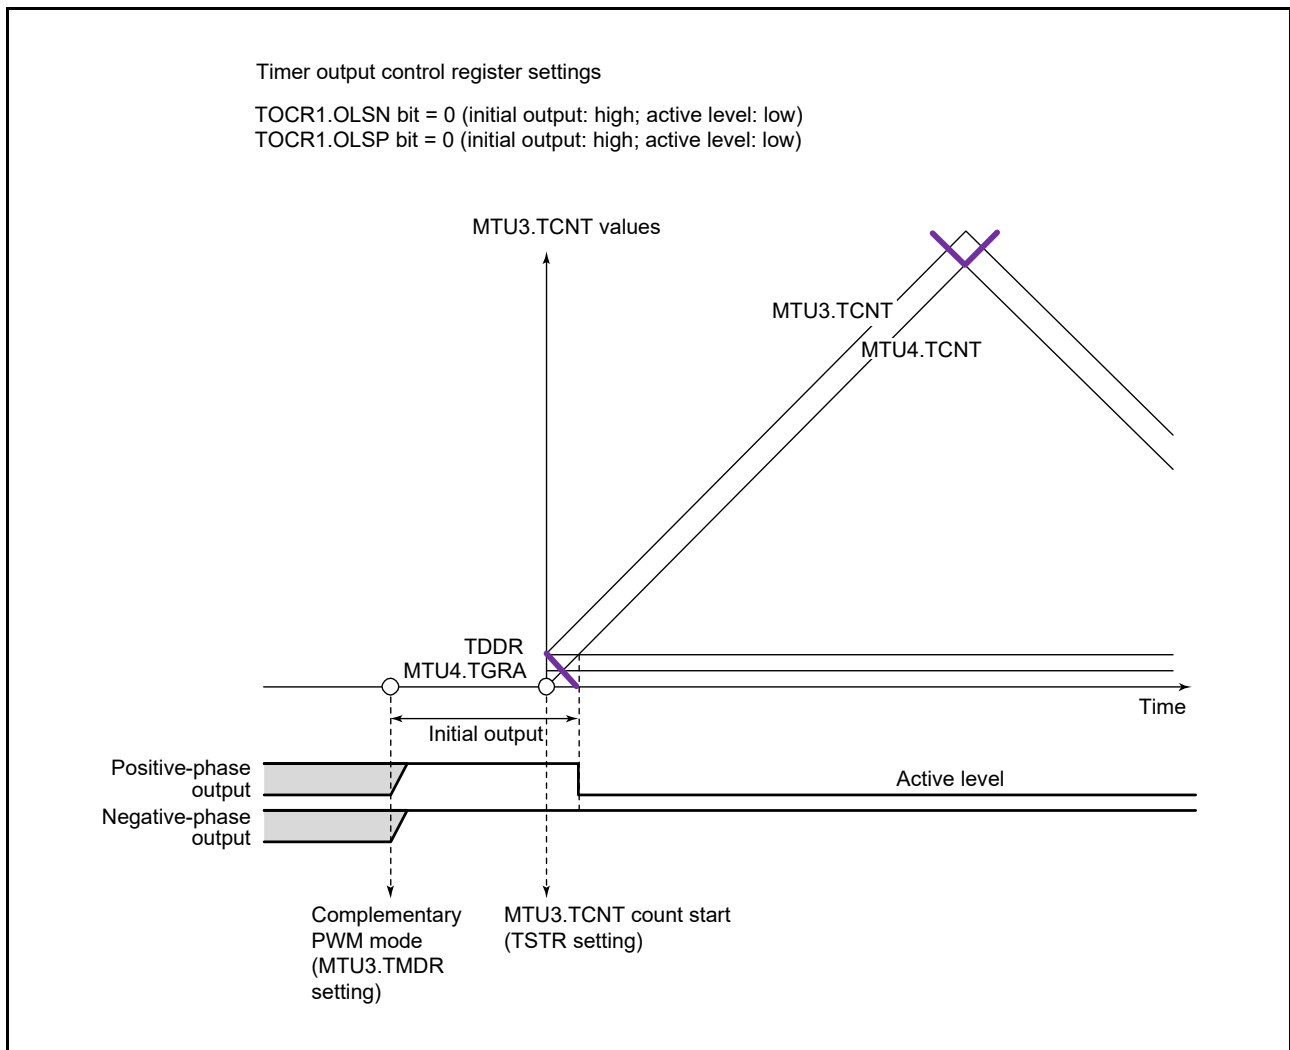 Timer output control register settings
TOCR1.OLSN bit = 0 (initial output: high; active level: low)
TOCR1.OLSP bit = 0 (initial output: high; active level: low)
MTU3.TCNT values
MTU3.TCNT
MTU4.TCNT
TDDR
MTU4.TGRA
Time
Initial output
Positive-phase
output
Active level
Negative-phase
output
Complementary
PWM mode
(MTU3.TMDR
setting)
MTU3.TCNT count start
(TSTR setting)